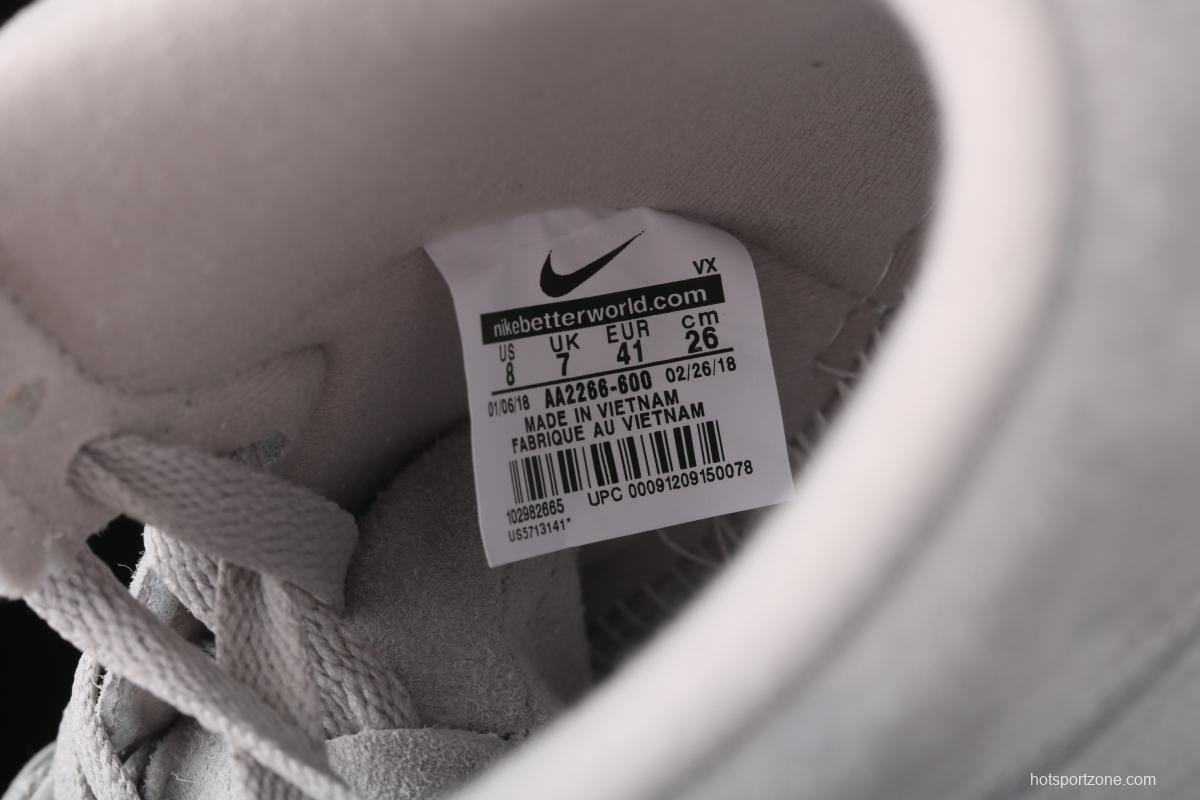 VX
nikebetterworld.com
US UK EUR cm
8 7 41 26
01/06/18 AA2266-600 02/26/18
MADE IN VIETNAM
FABRIQUE AU VIETNAM
102982665 UPC 00091209150078
US5713141*
hotsportzone.com